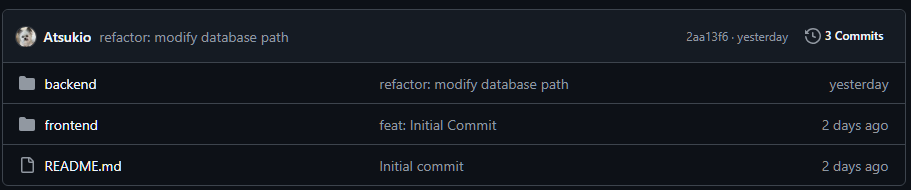 Atsukio refactor: modify database path 2aa13f6 · yesterday 3 Commits
backend refactor: modify database path yesterday
frontend feat: Initial Commit 2 days ago
README.md Initial commit 2 days ago